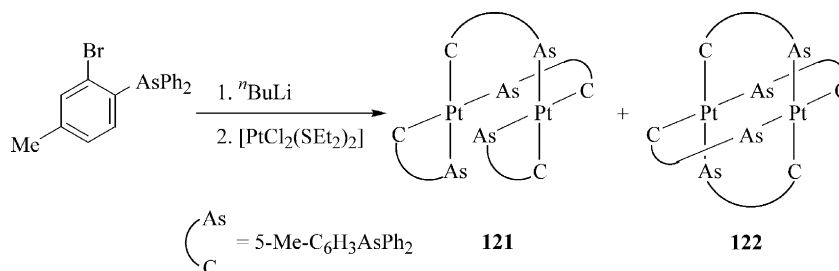 Br
AsPh₂
Me
1. ⁿBuLi
2. [PtCl₂(SEt₂)₂]
C As
As C
Pt Pt
C As
As C
+
C As
As C
Pt Pt
C As
As C
As
C
= 5-Me-C₆H₃AsPh₂
121
122